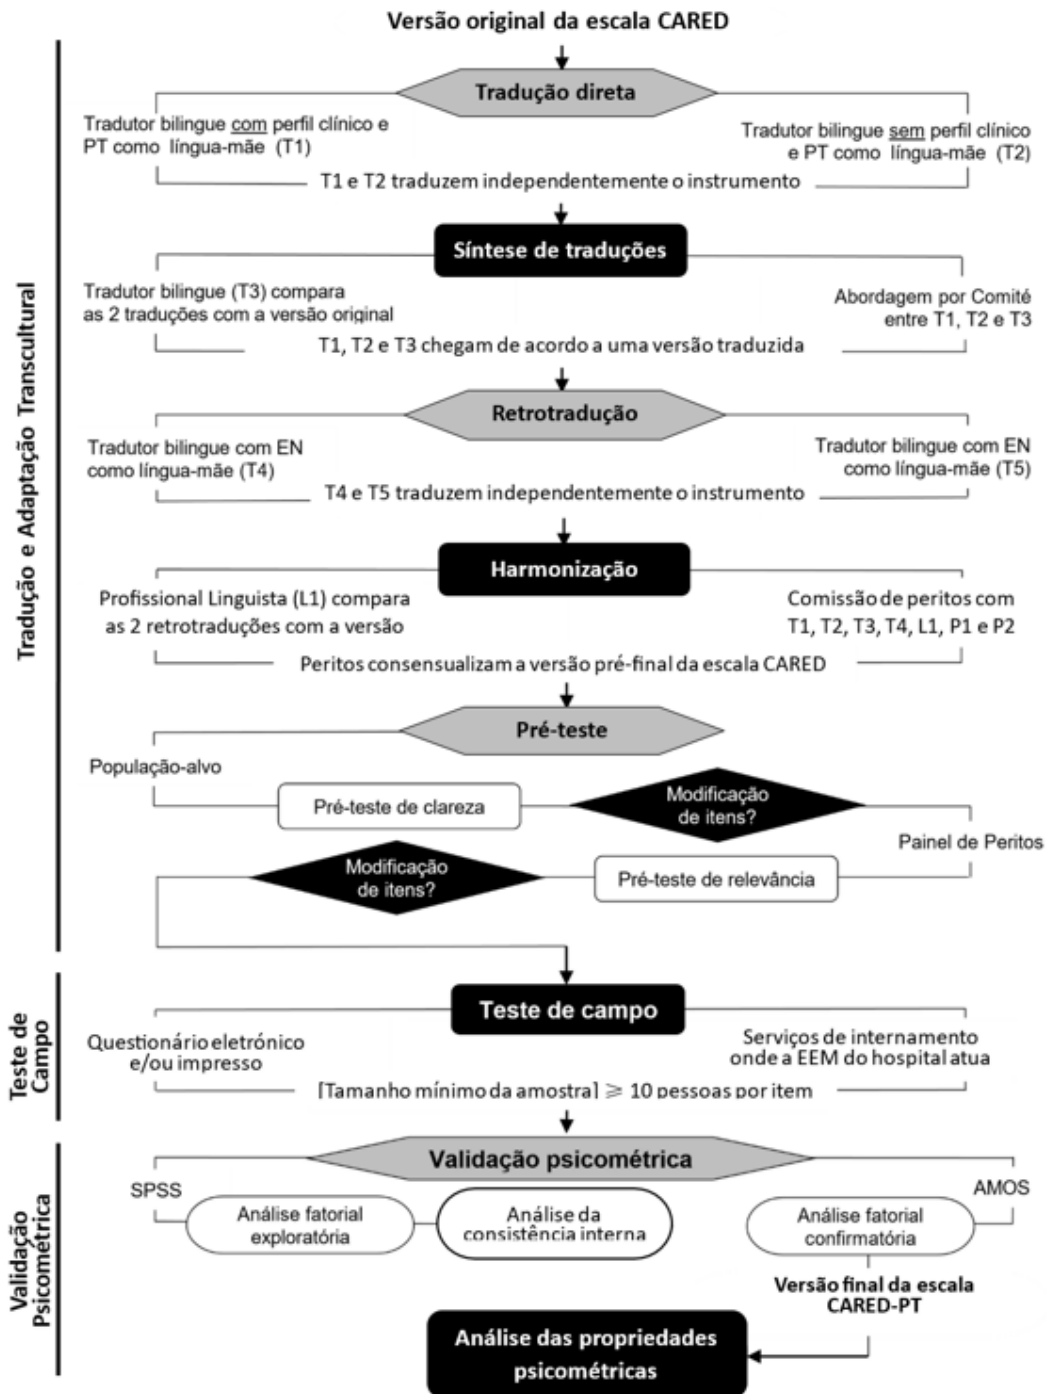 Versão original da escala CARED
Tradução direta
Tradutor bilingue com perfil clínico e
PT como língua-mãe (T1)
Tradutor bilingue sem perfil clínico
e PT como língua-mãe (T2)
T1 e T2 traduzem independentemente o instrumento
Síntese de traduções
Tradutor bilingue (T3) compara
as 2 traduções com a versão original
Abordagem por Comité
entre T1, T2 e T3
T1, T2 e T3 chegam de acordo a uma versão traduzida
Retrotradução
Tradutor bilingue com EN
como língua-mãe (T4)
Tradutor bilingue com EN
como língua-mãe (T5)
T4 e T5 traduzem independentemente o instrumento
Harmonização
Profissional Linguista (L1) compara
as 2 retrotraduções com a versão
Comissão de peritos com
T1, T2, T3, T4, L1, P1 e P2
Peritos consensualizam a versão pré-final da escala CARED
Pré-teste
População-alvo
Pré-teste de clareza
Modificação
de itens?
Painel de Peritos
Modificação
de itens?
Pré-teste de relevância
Tradução e Adaptação Transcultural
Teste de campo
Questionário eletrónico
e/ou impresso
Serviços de internamento
onde a EEM do hospital atua
[Tamanho mínimo da amostra] ⩾ 10 pessoas por item
Teste de
Campo
Validação psicométrica
SPSS
AMOS
Análise fatorial
exploratória
Análise da
consistência interna
Análise fatorial
confirmatória
Versão final da escala
CARED-PT
Análise das propriedades
psicométricas
Validação
Psicométrica